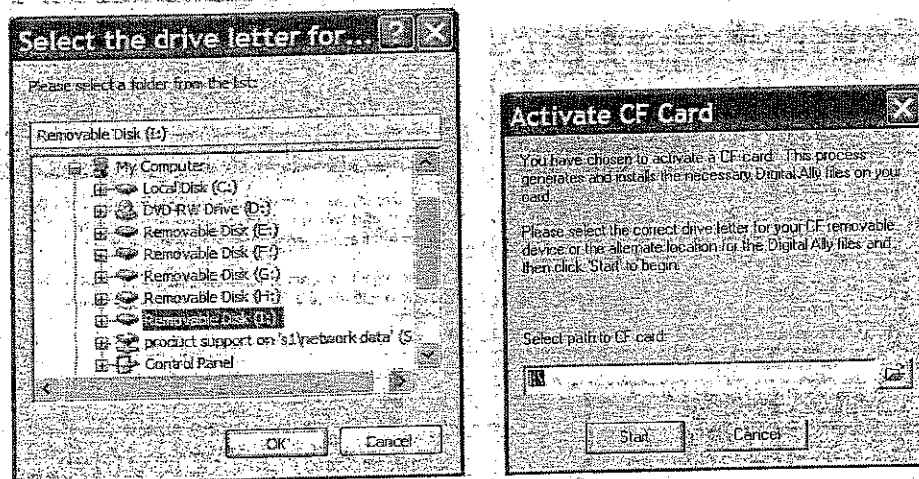 Select the drive letter for...
Please select a folder from the list:
Removable Disk (I:)
My Computer
Local Disk (C:)
DVD-RW Drive (D:)
Removable Disk (E:)
Removable Disk (F:)
Removable Disk (G:)
Removable Disk (H:)
Removable Disk (I:)
product support on 's1\network data' (S
Control Panel
OK Cancel
Activate CF Card
You have chosen to activate a CF card. This process
generates and installs the necessary Digital Ally files on your
card.
Please select the correct drive letter for your CF removable
device or the alternate location for the Digital Ally files and
then click 'Start' to begin.
Select path to CF card:
Start Cancel